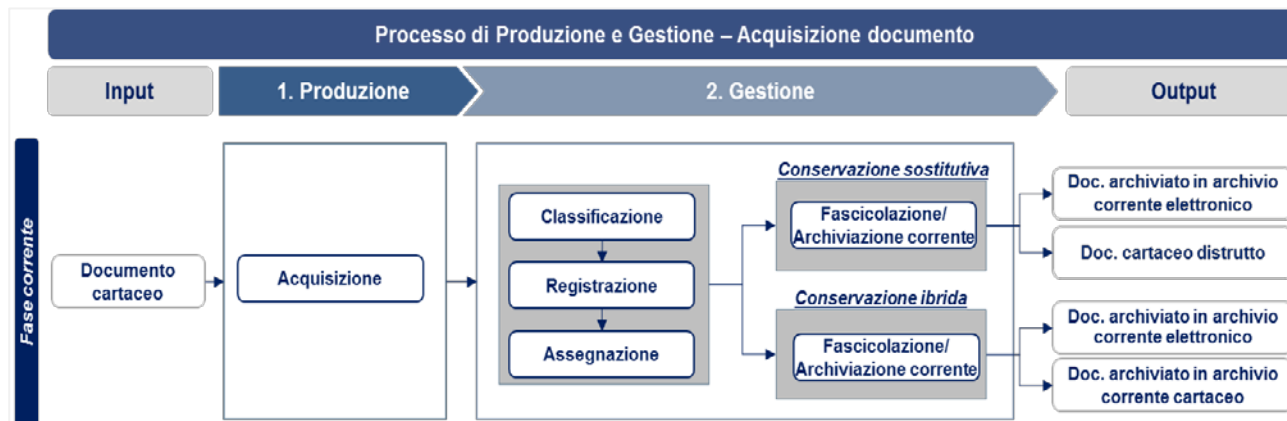 Processo di Produzione e Gestione – Acquisizione documento
Input
1. Produzione
2. Gestione
Output
Fase corrente
Documento
cartaceo
Acquisizione
Classificazione
Registrazione
Assegnazione
Conservazione sostitutiva
Fascicolazione/
Archiviazione corrente
Conservazione ibrida
Fascicolazione/
Archiviazione corrente
Doc. archiviato in archivio
corrente elettronico
Doc. cartaceo distrutto
Doc. archiviato in archivio
corrente elettronico
Doc. archiviato in archivio
corrente cartaceo